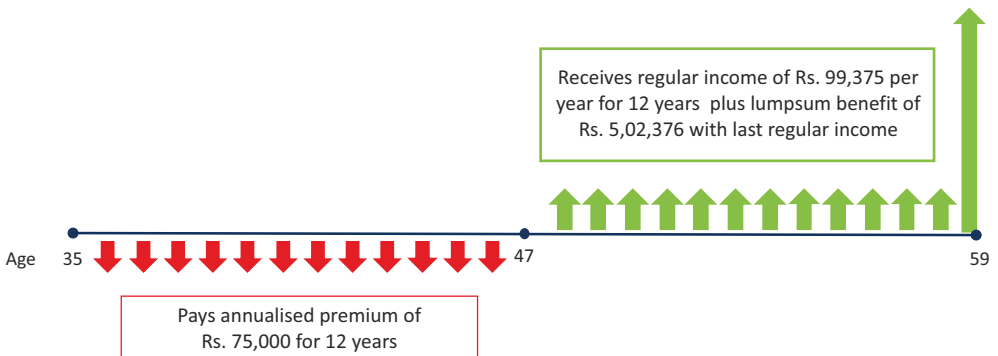 Receives regular income of Rs. 99,375 per
year for 12 years plus lumpsum benefit of
Rs. 5,02,376 with last regular income
Age 35 47 59
Pays annualised premium of
Rs. 75,000 for 12 years